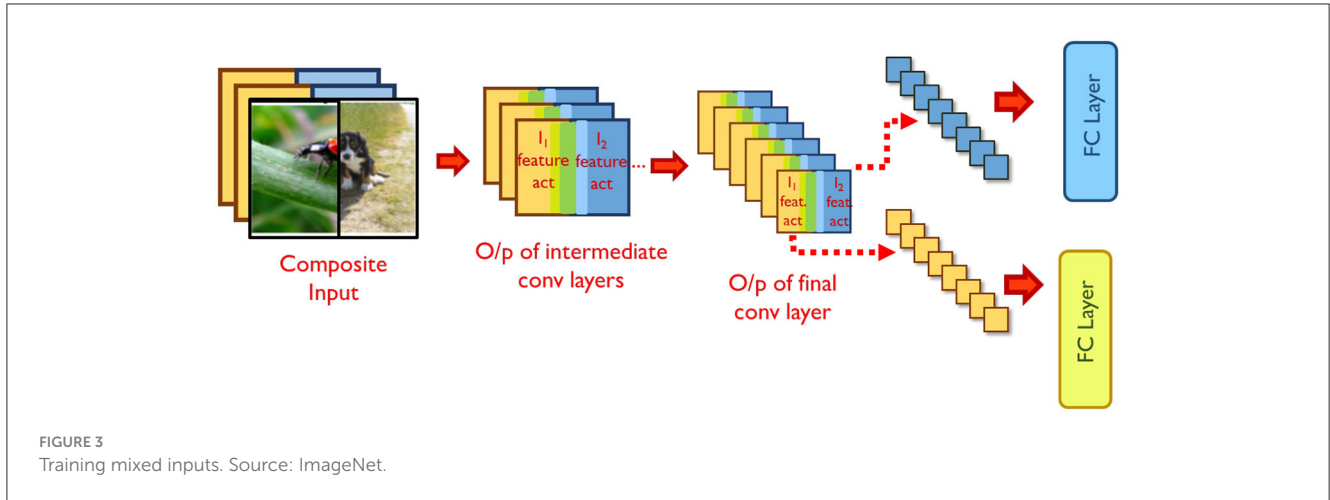 Composite
Input
I₁
feature
act
I₂
feature
act
...
O/p of intermediate
conv layers
I₁
feat.
act
I₂
feat.
act
O/p of final
conv layer
FC Layer
FC Layer
FIGURE 3
Training mixed inputs. Source: ImageNet.